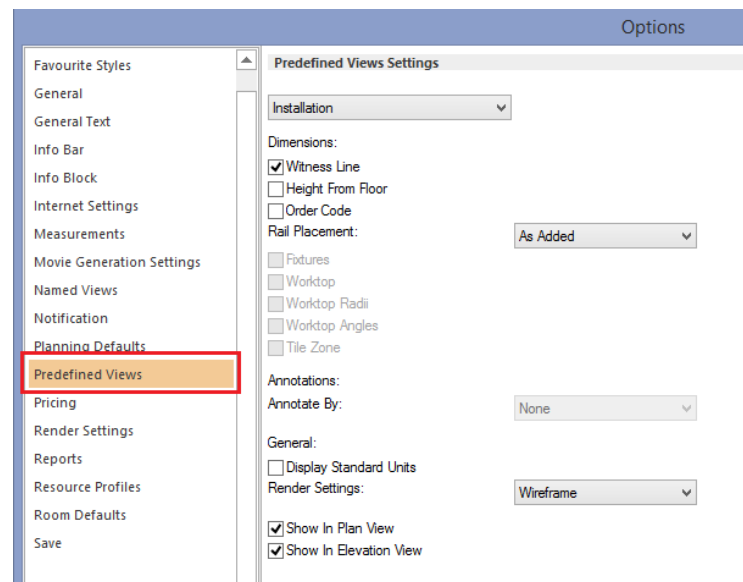 Options
Favourite Styles
General
General Text
Info Bar
Info Block
Internet Settings
Measurements
Movie Generation Settings
Named Views
Notification
Planning Defaults
Predefined Views
Pricing
Render Settings
Reports
Resource Profiles
Room Defaults
Save
Predefined Views Settings
Installation
Dimensions:
Witness Line
Height From Floor
Order Code
Rail Placement: As Added
Fixtures
Worktop
Worktop Radii
Worktop Angles
Tile Zone
Annotations:
Annotate By: None
General:
Display Standard Units
Render Settings: Wireframe
Show In Plan View
Show In Elevation View